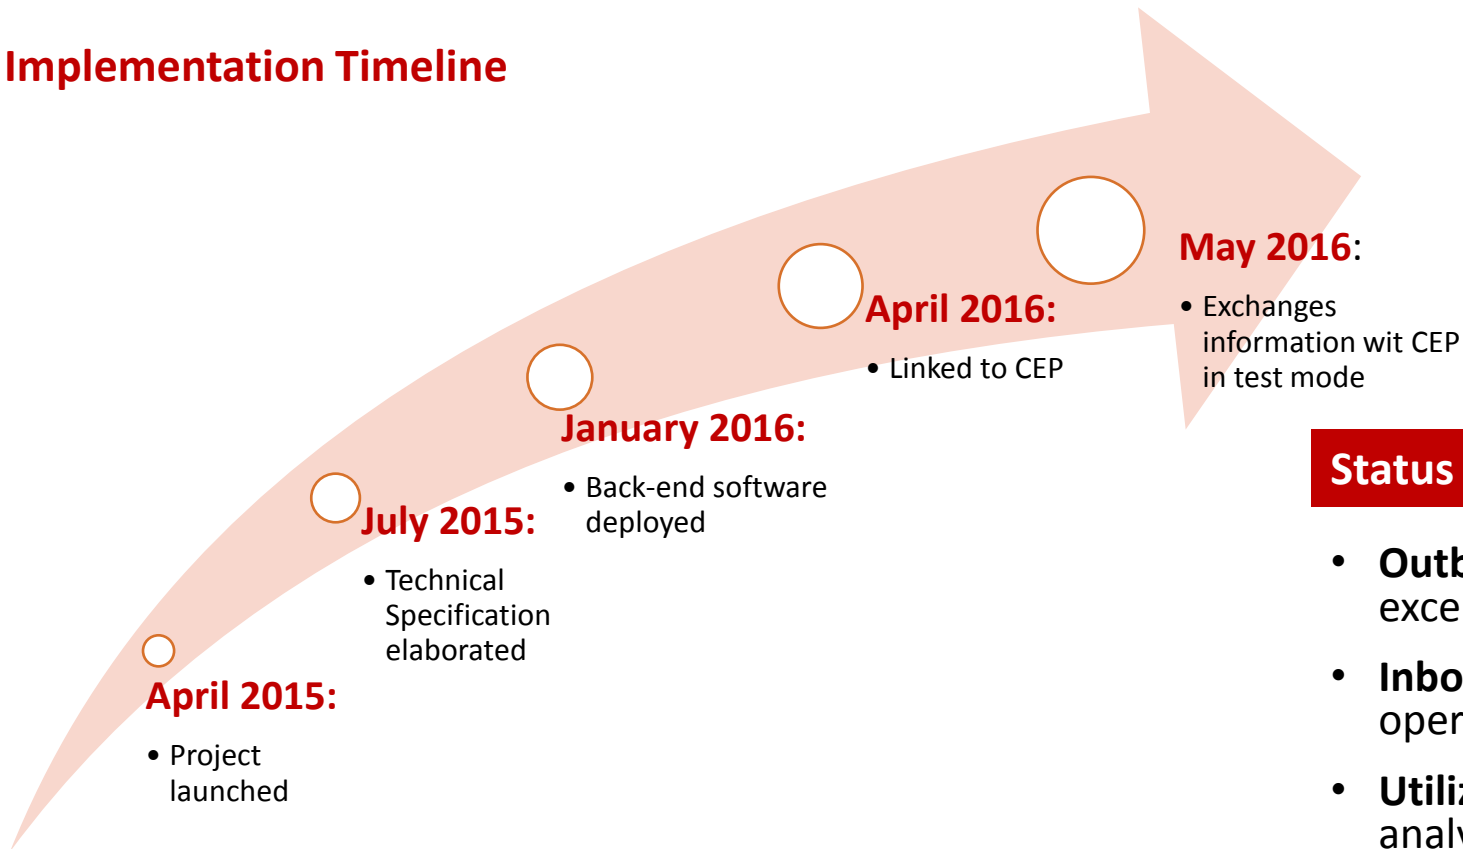 Implementation Timeline
April 2015:
• Project
launched
July 2015:
• Technical
Specification
elaborated
January 2016:
• Back-end software
deployed
April 2016:
• Linked to CEP
May 2016:
• Exchanges
information wit CEP
in test mode
Status
•
•
•